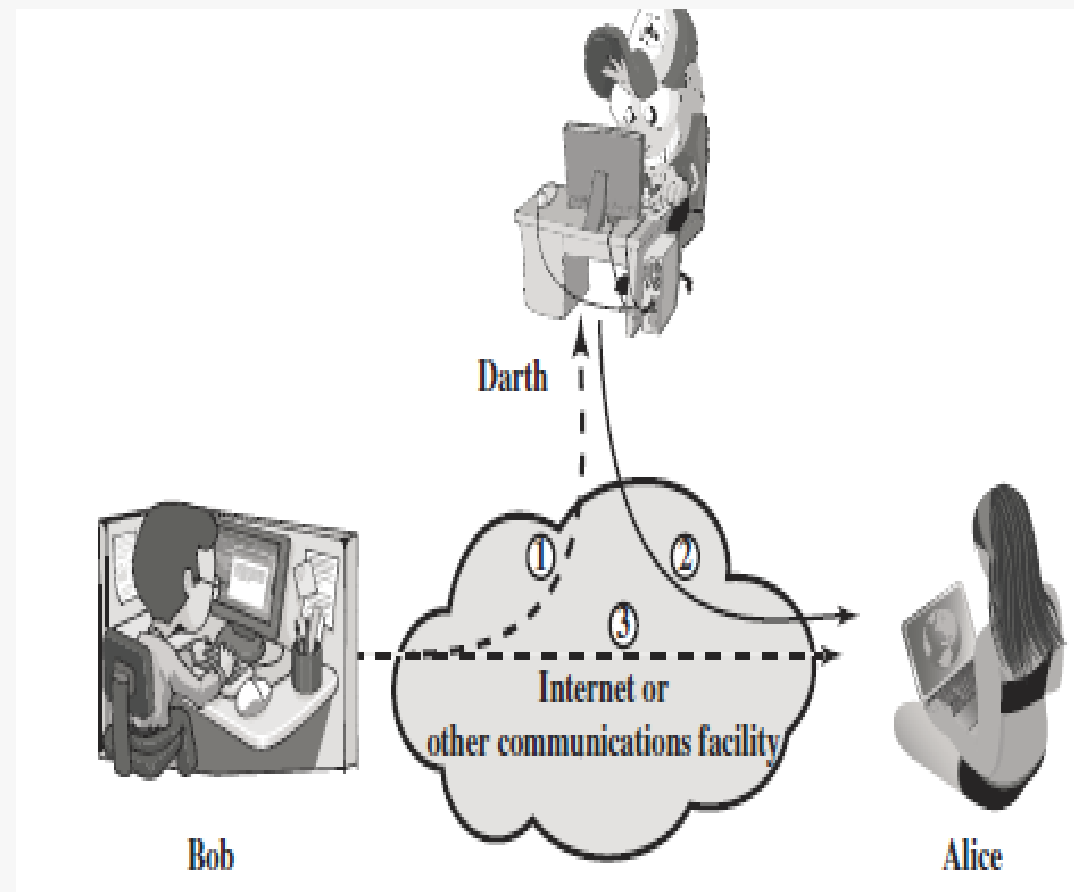 Darth
①
②
③
Internet or
other communications facility
Bob
Alice